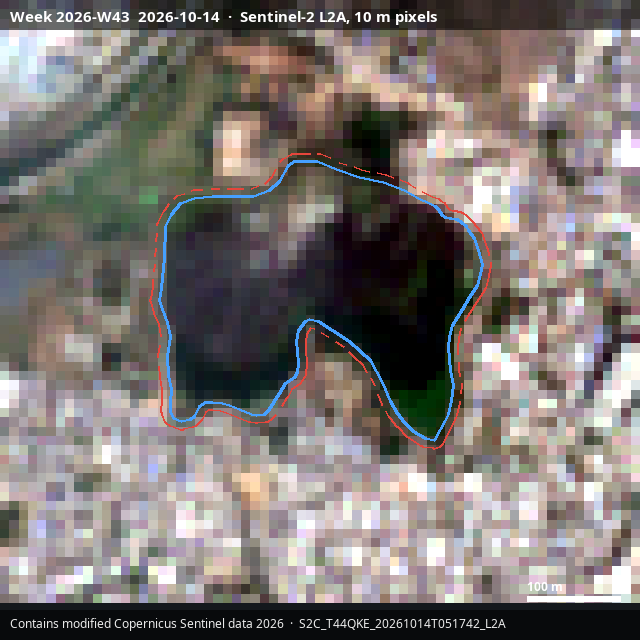 Week 2026-W43  2026-10-14  ·  Sentinel-2 L2A, 10 m pixels
100 m
Contains modified Copernicus Sentinel data 2026  ·  S2C_T44QKE_20261014T051742_L2A